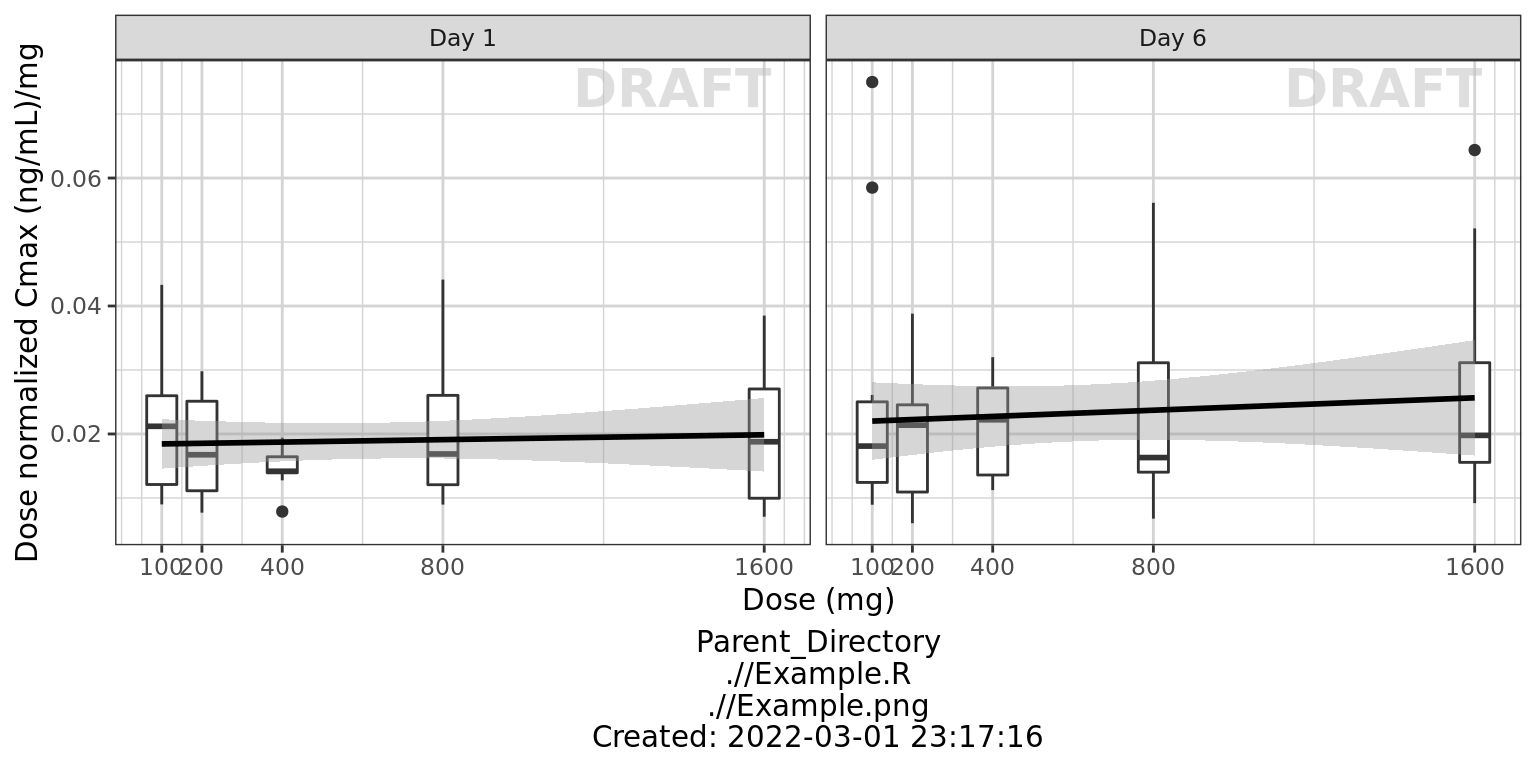 Day 1
Day 6
DRAFT
DRAFT
Dose normalized Cmax (ng/mL)/mg
0.06
0.04
0.02
100 200 400 800 1600
100 200 400 800 1600
Dose (mg)
Parent_Directory
.//Example.R
.//Example.png
Created: 2022-03-01 23:17:16